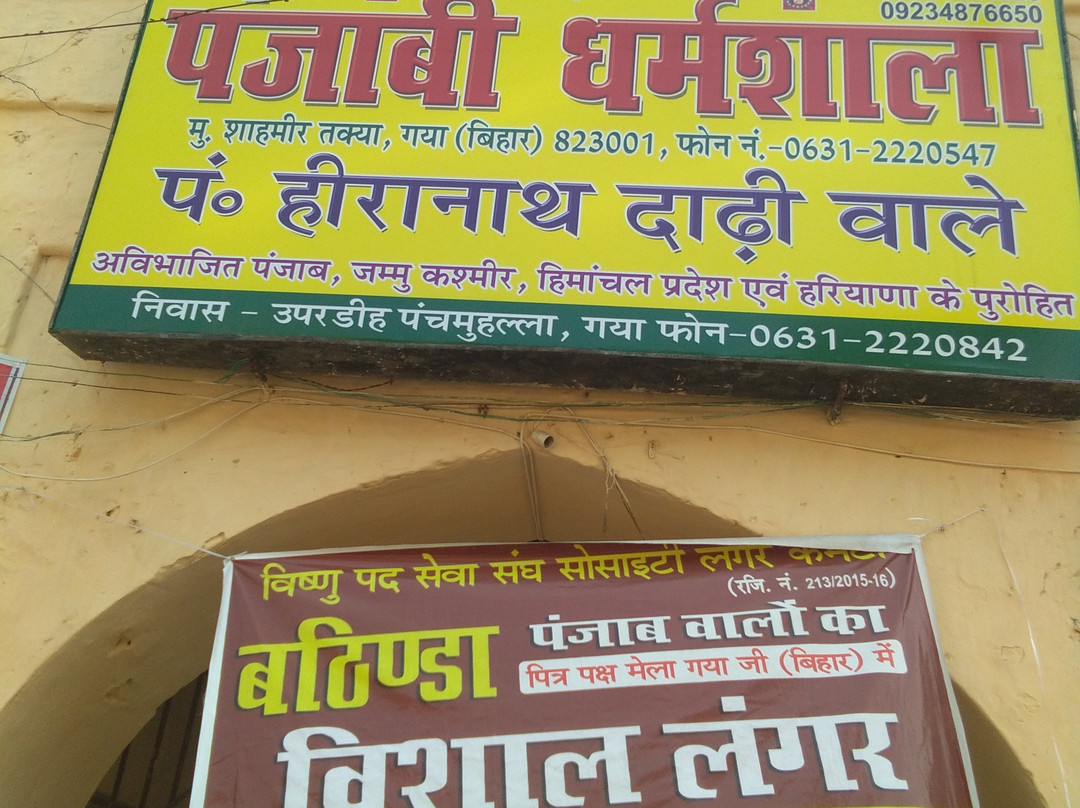 09234876650
पंजाबी धर्मशाला
मु. शाहमीर तक्या, गया (बिहार) 823001, फोन नं.-0631-2220547
पं० हीरानाथ दाढ़ी वाले
अविभाजित पंजाब, जम्मु कश्मीर, हिमांचल प्रदेश एवं हरियाणा के पुरोहित
निवास - उपरडीह पंचमुहल्ला, गया फोन-0631-2220842
विष्णु पद सेवा संघ सोसाइटी लंगर कमेटी
(रजि. नं. 213/2015-16)
बठिण्डा पंजाब वालौं का
पित्र पक्ष मेला गया जी (बिहार) में
विशाल लंगर